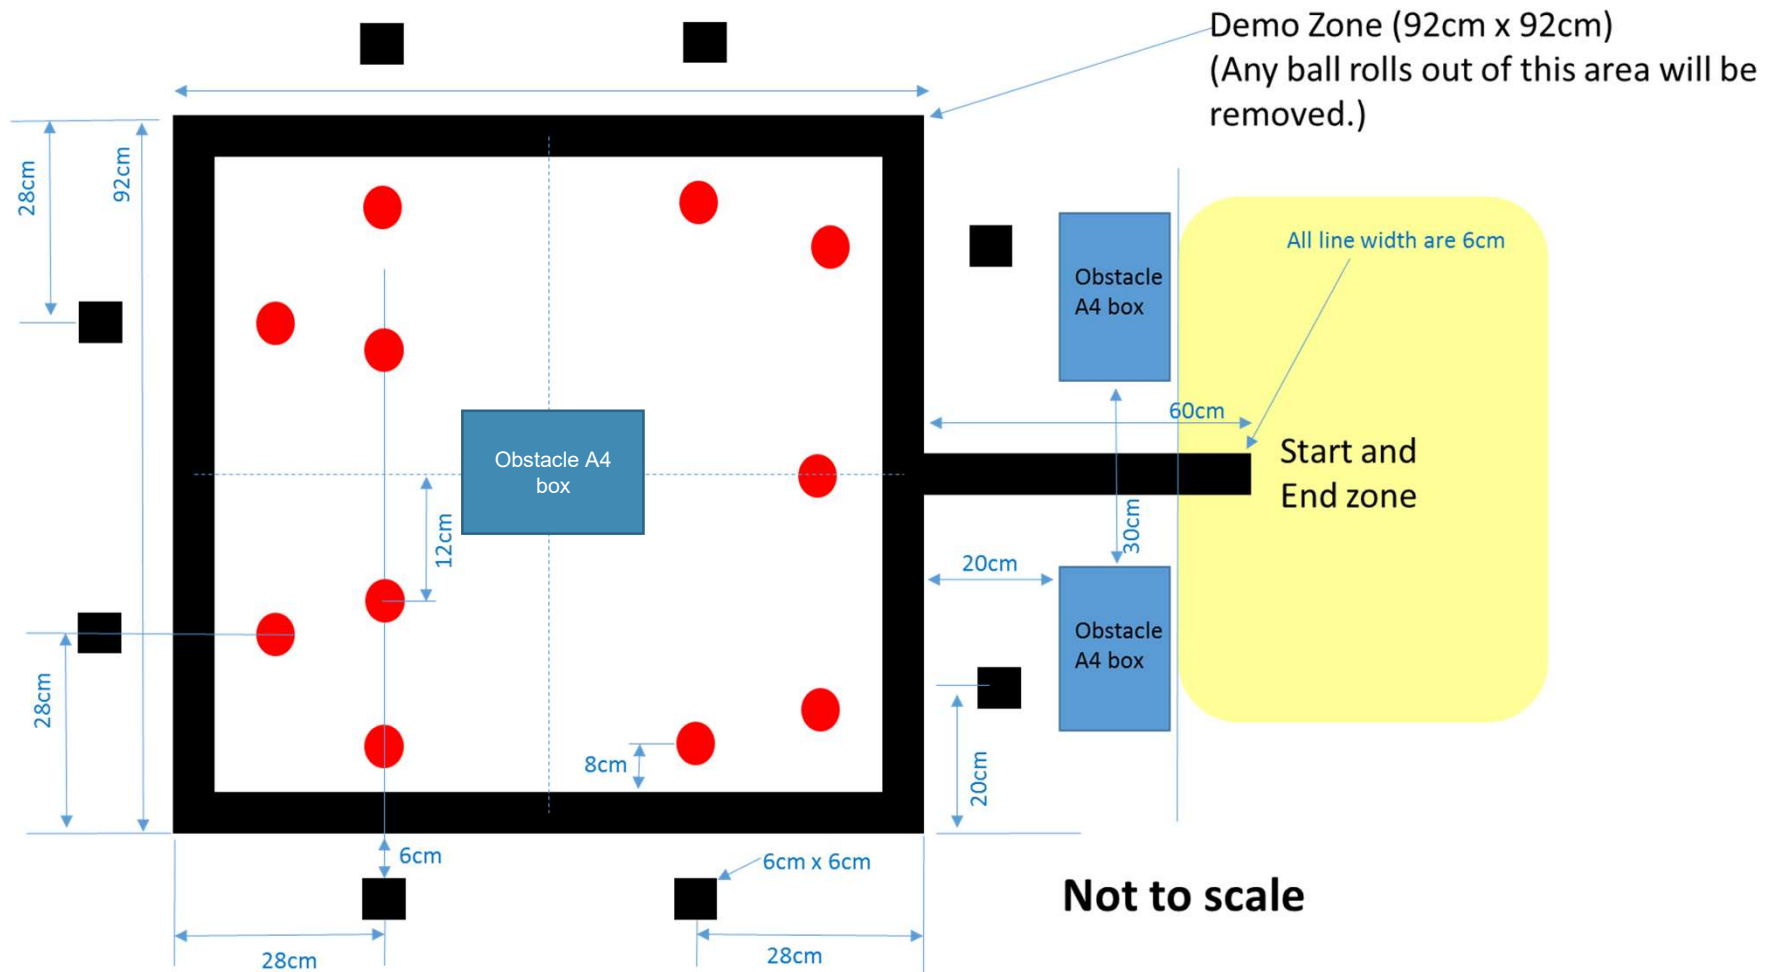 Demo Zone (92cm x 92cm)
(Any ball rolls out of this area will be
removed.)
28cm
92cm
All line width are 6cm
Obstacle
A4 box
60cm
Start and
End zone
Obstacle A4
box
12cm
30cm
20cm
Obstacle
A4 box
28cm
8cm
20cm
6cm
6cm x 6cm
Not to scale
28cm
28cm